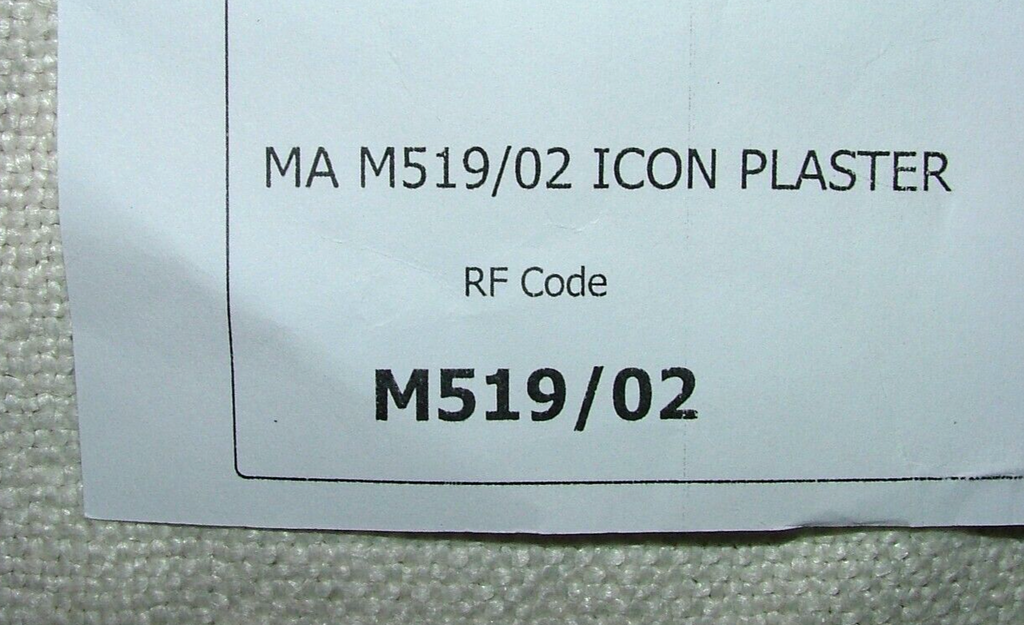 MA M519/02 ICON PLASTER
RF Code
M519/02